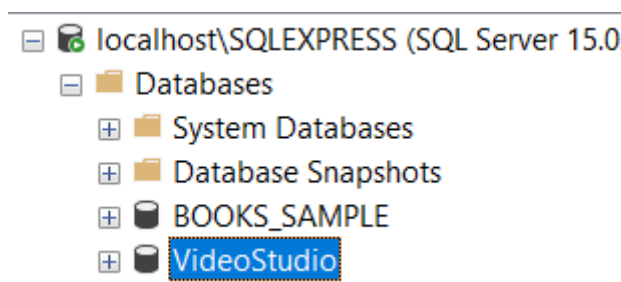 localhost\SQLEXPRESS (SQL Server 15.0
Databases
System Databases
Database Snapshots
BOOKS_SAMPLE
VideoStudio